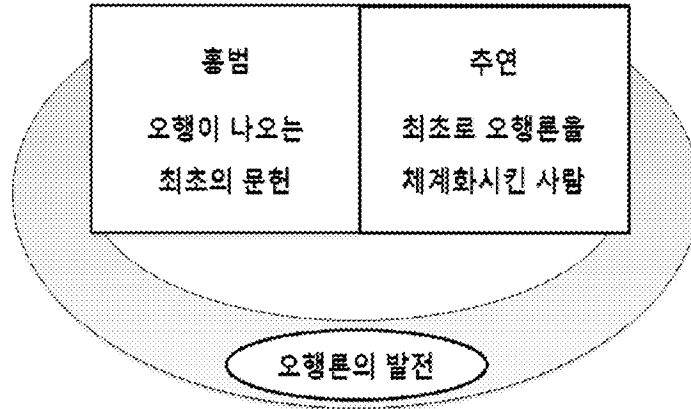 홍범
오행이 나오는
최초의 문헌
추연
최초로 오행론을
체계화시킨 사람
오행론의 발전